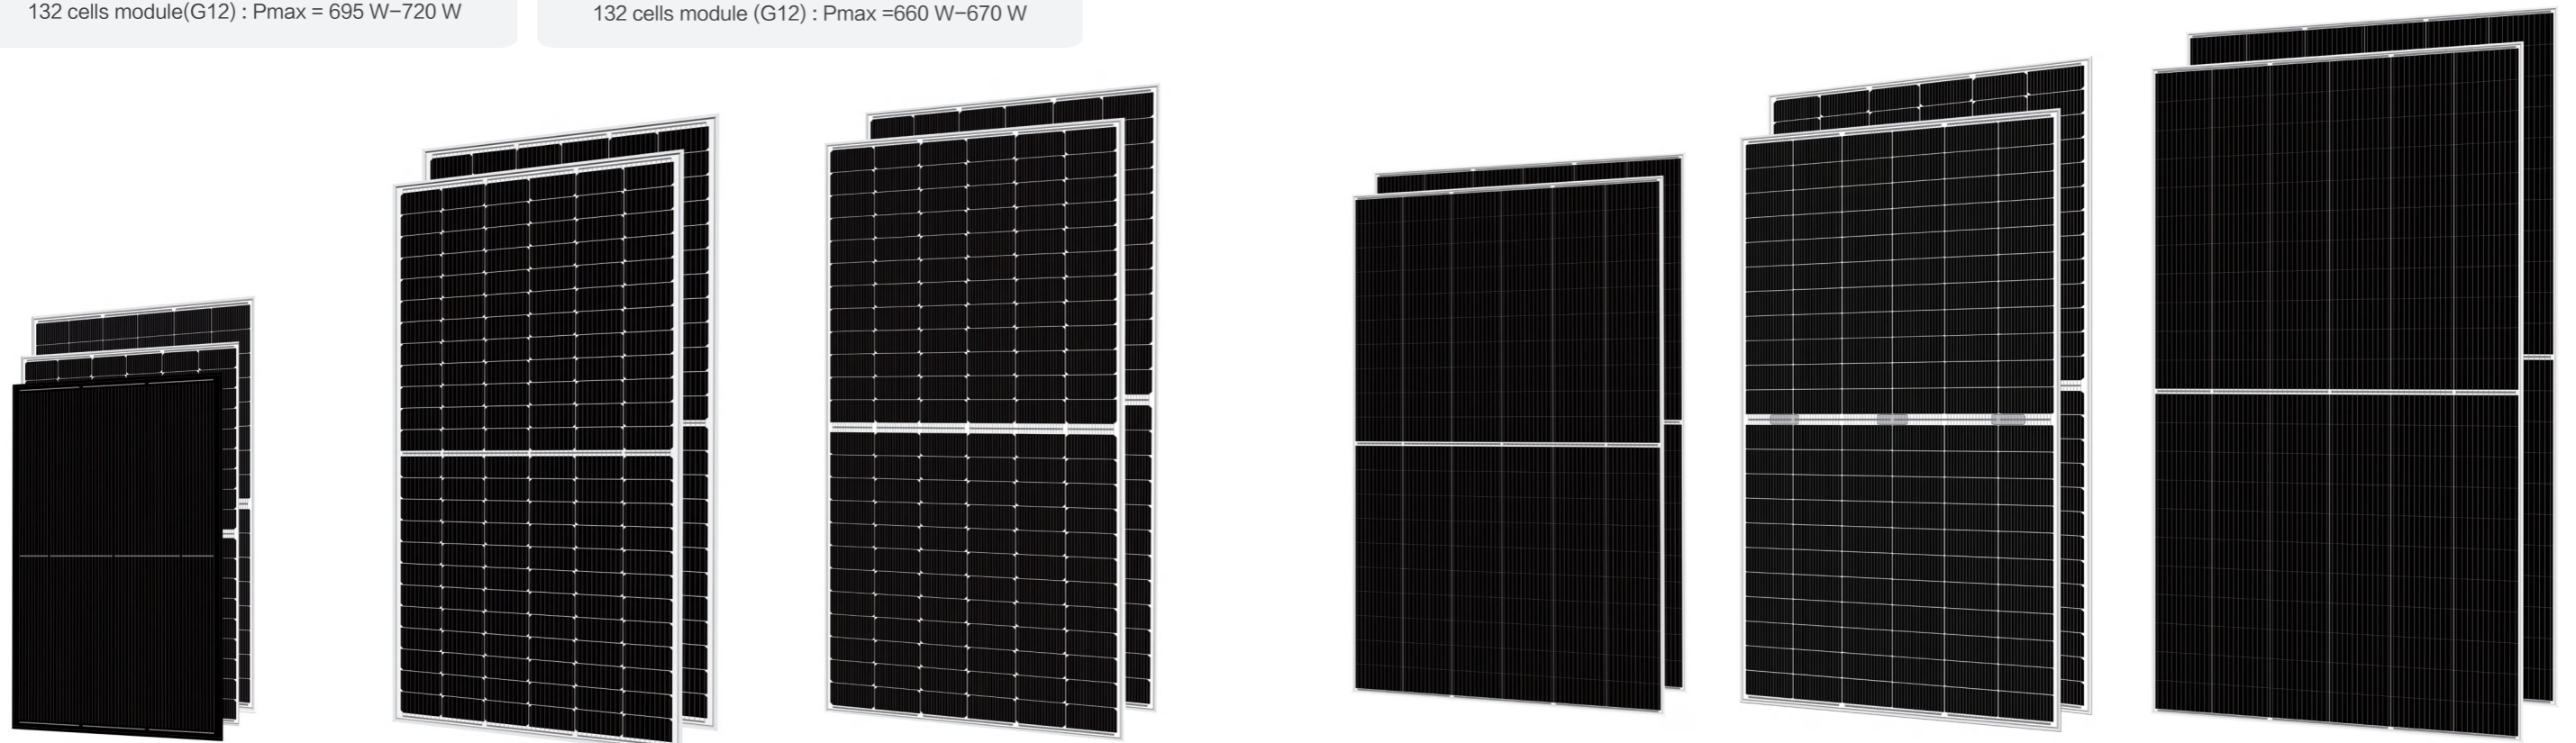 132 cells module(G12) : Pmax = 695 W–720 W
132 cells module (G12) : Pmax =660 W–670 W